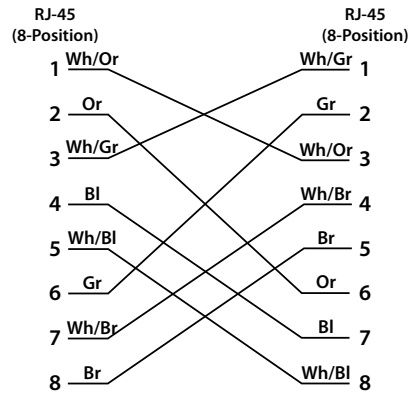 RJ-45 RJ-45
(8-Position) (8-Position)
1 Wh/Or Wh/Gr 1
2 Or Gr 2
3 Wh/Gr Wh/Or 3
4 Bl Wh/Br 4
5 Wh/Bl Br 5
6 Gr Or 6
7 Wh/Br Bl 7
8 Br Wh/Bl 8